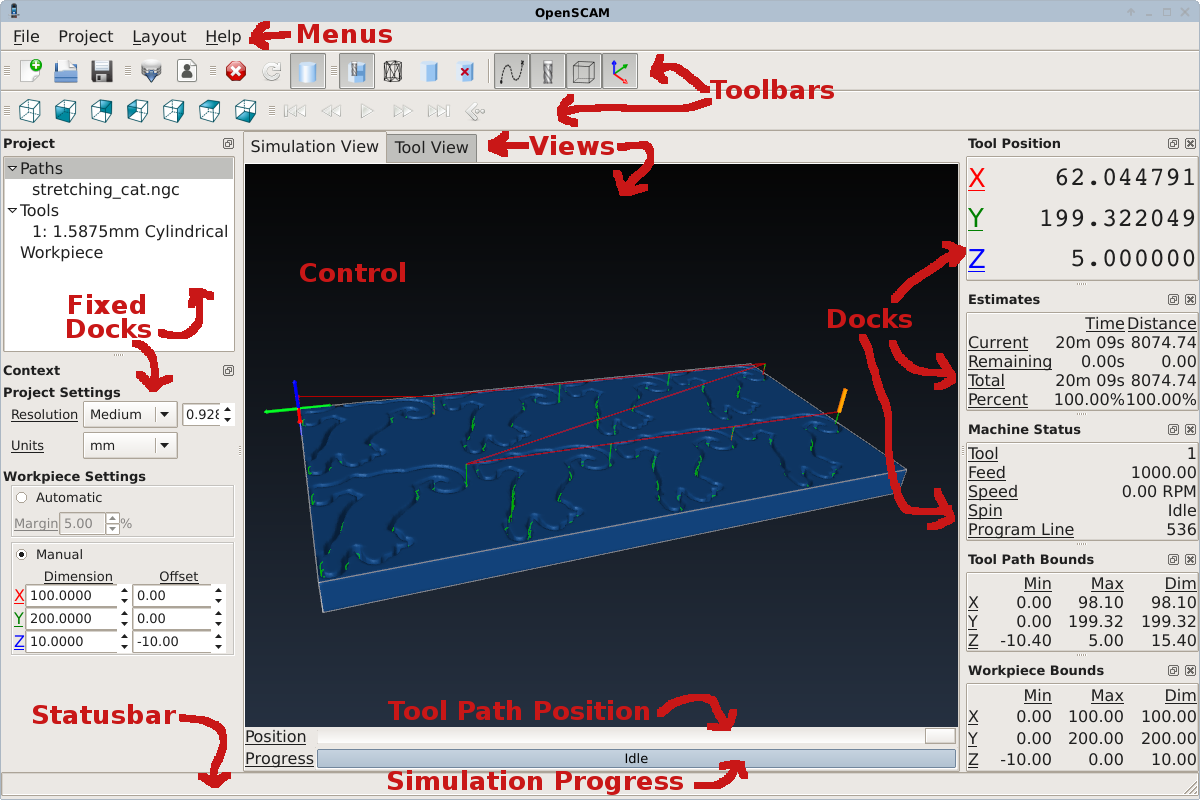 OpenSCAM
File Project Layout Help
Menus
Toolbars
Project
Paths
stretching_cat.ngc
Tools
1: 1.5875mm Cylindrical
Workpiece
Fixed
Docks
Context
Project Settings
Resolution Medium 0.928
Units mm
Workpiece Settings
Automatic
Margin 5.00 %
Manual
Dimension Offset
X 100.0000 0.00
Y 200.0000 0.00
Z 10.0000 -10.00
Statusbar
Simulation View Tool View
Views
Control
Docks
Tool Path Position
Position
Progress Idle
Simulation Progress
Tool Position
X 62.044791
Y 199.322049
Z 5.000000
Estimates
Time Distance
Current 20m 09s 8074.74
Remaining 0.00s 0.00
Total 20m 09s 8074.74
Percent 100.00% 100.00%
Machine Status
Tool 1
Feed 1000.00
Speed 0.00 RPM
Spin Idle
Program Line 536
Tool Path Bounds
Min Max Dim
X 0.00 98.10 98.10
Y 0.00 199.32 199.32
Z -10.40 5.00 15.40
Workpiece Bounds
Min Max Dim
X 0.00 100.00 100.00
Y 0.00 200.00 200.00
Z -10.00 0.00 10.00